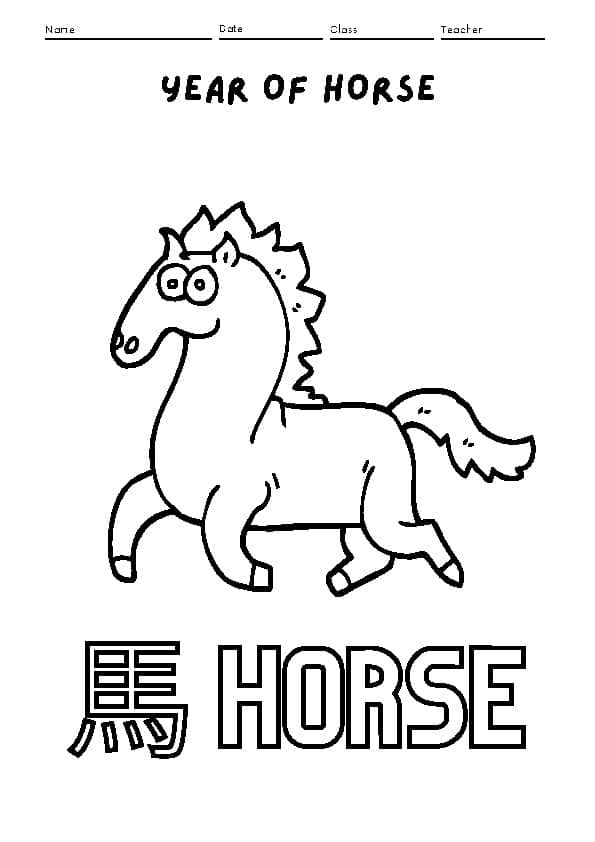 Name Date Class Teacher
YEAR OF HORSE
馬 HORSE